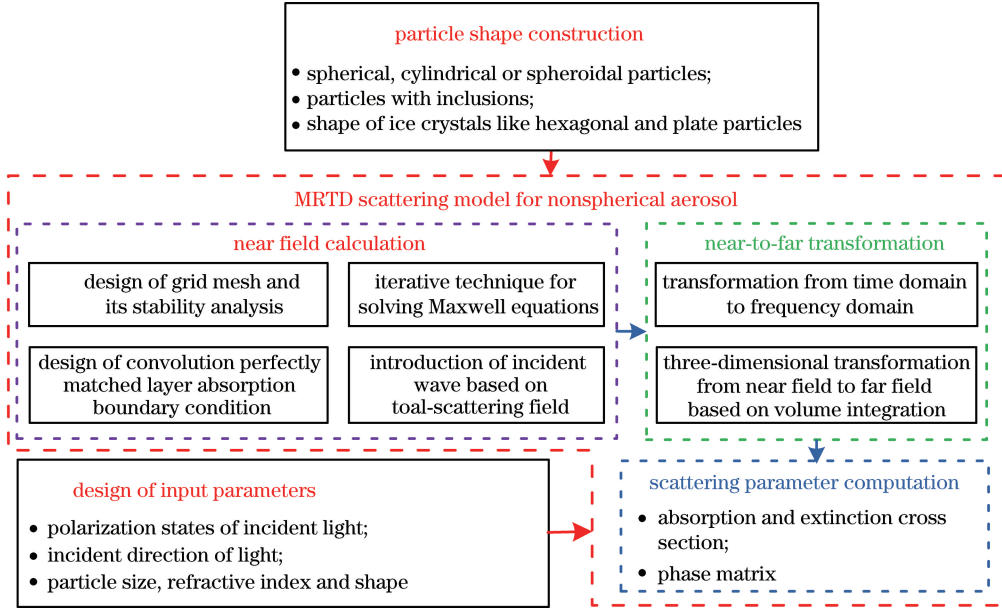 particle shape construction
• spherical, cylindrical or spheroidal particles;
• particles with inclusions;
• shape of ice crystals like hexagonal and plate particles
MRTD scattering model for nonspherical aerosol
near field calculation
design of grid mesh and
its stability analysis
iterative technique for
solving Maxwell equations
design of convolution perfectly
matched layer absorption
boundary condition
introduction of incident
wave based on
toal-scattering field
near-to-far transformation
transformation from time domain
to frequency domain
three-dimensional transformation
from near field to far field
based on volume integration
design of input parameters
• polarization states of incident light;
• incident direction of light;
• particle size, refractive index and shape
scattering parameter computation
• absorption and extinction cross
section;
• phase matrix